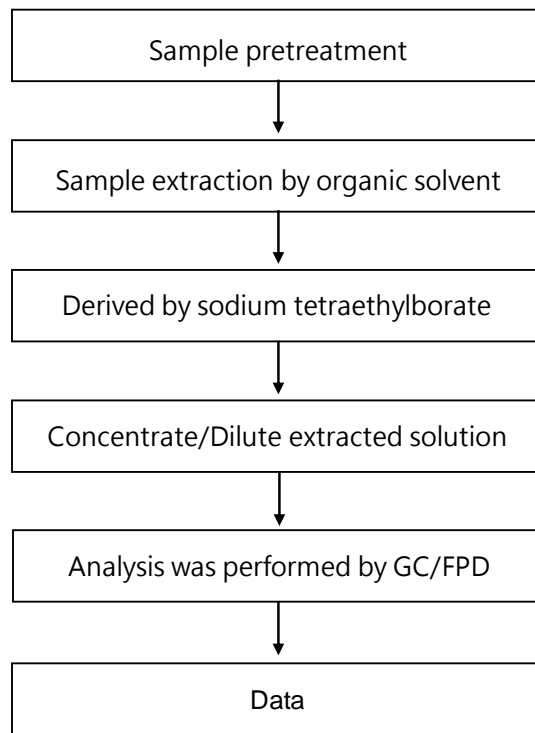 Sample pretreatment
Sample extraction by organic solvent
Derived by sodium tetraethylborate
Concentrate/Dilute extracted solution
Analysis was performed by GC/FPD
Data